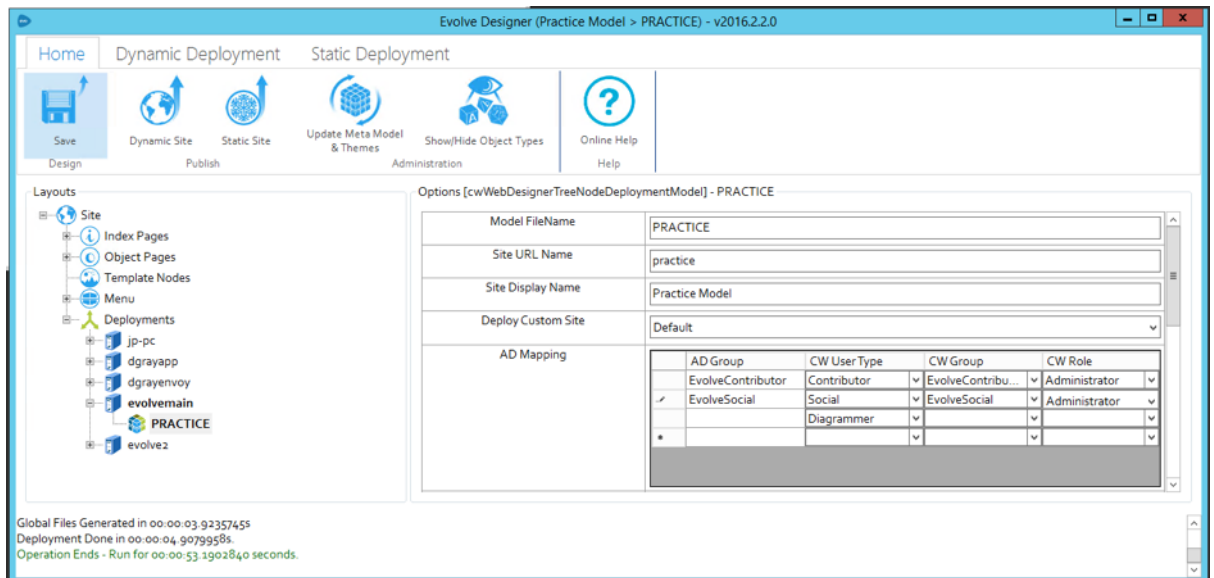 Evolve Designer (Practice Model > PRACTICE) - v2016.2.2.0
Home Dynamic Deployment Static Deployment
Save
Dynamic Site
Static Site
Update Meta Model
& Themes
Show/Hide Object Types
Online Help
Design
Publish
Administration
Help
Layouts
Site
Index Pages
Object Pages
Template Nodes
Menu
Deployments
jp-pc
dgrayapp
dgrayenvoy
evolvemain
PRACTICE
evolve2
Options [cwWebDesignerTreeNodeDeploymentModel] - PRACTICE
Model FileName PRACTICE
Site URL Name practice
Site Display Name Practice Model
Deploy Custom Site Default
AD Mapping
AD Group CW User Type CW Group CW Role
EvolveContributor Contributor EvolveContribu... Administrator
EvolveSocial Social EvolveSocial Administrator
Diagrammer
Global Files Generated in 00:00:03.9235745s
Deployment Done in 00:00:04.9079958s.
Operation Ends - Run for 00:00:53.1902840 seconds.